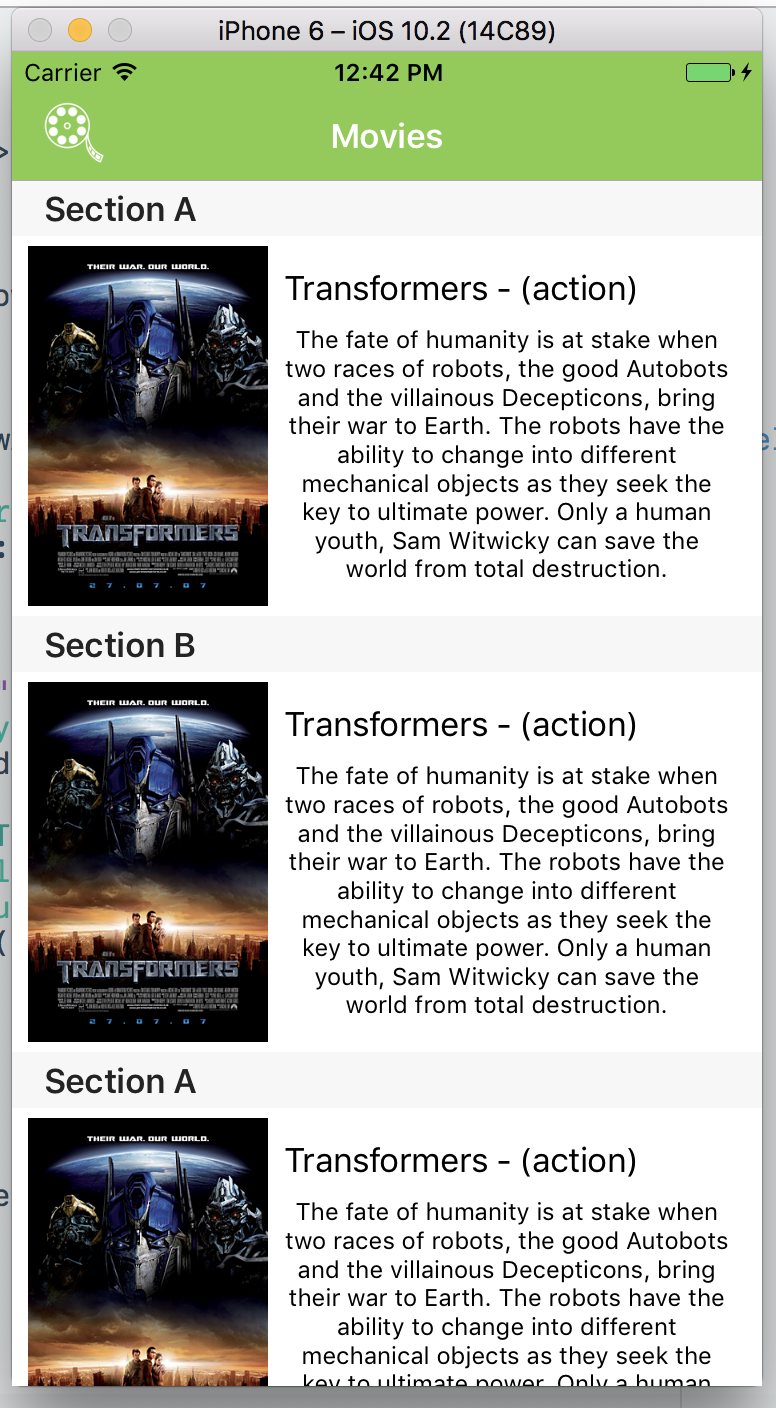 iPhone 6 – iOS 10.2 (14C89)
Carrier 12:42 PM
Movies
Section A
THEIR WAR. OUR WORLD.
TRANSFORMERS
27.07.07
Transformers - (action)
The fate of humanity is at stake when
two races of robots, the good Autobots
and the villainous Decepticons, bring
their war to Earth. The robots have the
ability to change into different
mechanical objects as they seek the
key to ultimate power. Only a human
youth, Sam Witwicky can save the
world from total destruction.
Section B
THEIR WAR. OUR WORLD.
TRANSFORMERS
27.07.07
Transformers - (action)
The fate of humanity is at stake when
two races of robots, the good Autobots
and the villainous Decepticons, bring
their war to Earth. The robots have the
ability to change into different
mechanical objects as they seek the
key to ultimate power. Only a human
youth, Sam Witwicky can save the
world from total destruction.
Section A
THEIR WAR. OUR WORLD.
Transformers - (action)
The fate of humanity is at stake when
two races of robots, the good Autobots
and the villainous Decepticons, bring
their war to Earth. The robots have the
ability to change into different
mechanical objects as they seek the
key to ultimate power. Only a human